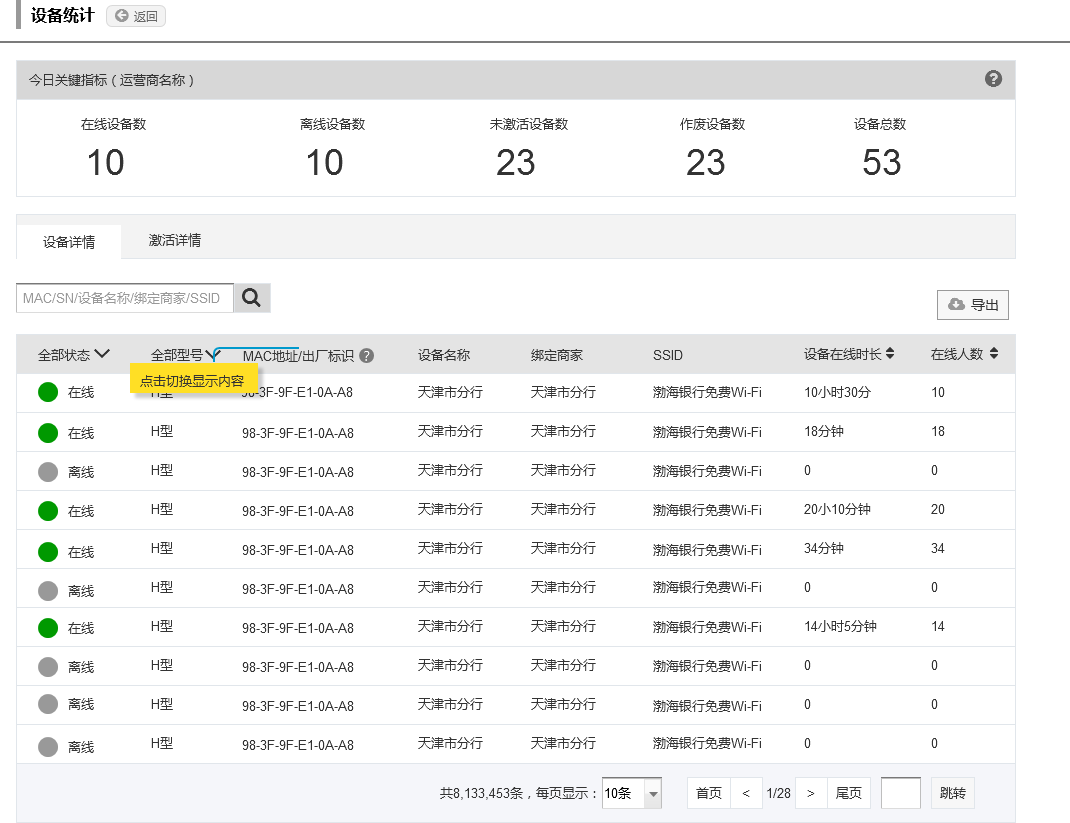 设备统计 返回
今日关键指标（运营商名称） ?
在线设备数 离线设备数 未激活设备数 作废设备数 设备总数
10 10 23 23 53
设备详情 激活详情
MAC/SN/设备名称/绑定商家/SSID
导出
全部状态 全部型号 MAC地址/出厂标识 ? 设备名称 绑定商家 SSID 设备在线时长 在线人数
点击切换显示内容
在线 H型 98-3F-9F-E1-0A-A8 天津市分行 天津市分行 渤海银行免费Wi-Fi 10小时30分 10
在线 H型 98-3F-9F-E1-0A-A8 天津市分行 天津市分行 渤海银行免费Wi-Fi 18分钟 18
离线 H型 98-3F-9F-E1-0A-A8 天津市分行 天津市分行 渤海银行免费Wi-Fi 0 0
在线 H型 98-3F-9F-E1-0A-A8 天津市分行 天津市分行 渤海银行免费Wi-Fi 20小10分钟 20
在线 H型 98-3F-9F-E1-0A-A8 天津市分行 天津市分行 渤海银行免费Wi-Fi 34分钟 34
离线 H型 98-3F-9F-E1-0A-A8 天津市分行 天津市分行 渤海银行免费Wi-Fi 0 0
在线 H型 98-3F-9F-E1-0A-A8 天津市分行 天津市分行 渤海银行免费Wi-Fi 14小时5分钟 14
离线 H型 98-3F-9F-E1-0A-A8 天津市分行 天津市分行 渤海银行免费Wi-Fi 0 0
离线 H型 98-3F-9F-E1-0A-A8 天津市分行 天津市分行 渤海银行免费Wi-Fi 0 0
离线 H型 98-3F-9F-E1-0A-A8 天津市分行 天津市分行 渤海银行免费Wi-Fi 0 0
共8,133,453条，每页显示： 10条 首页 < 1/28 > 尾页 跳转